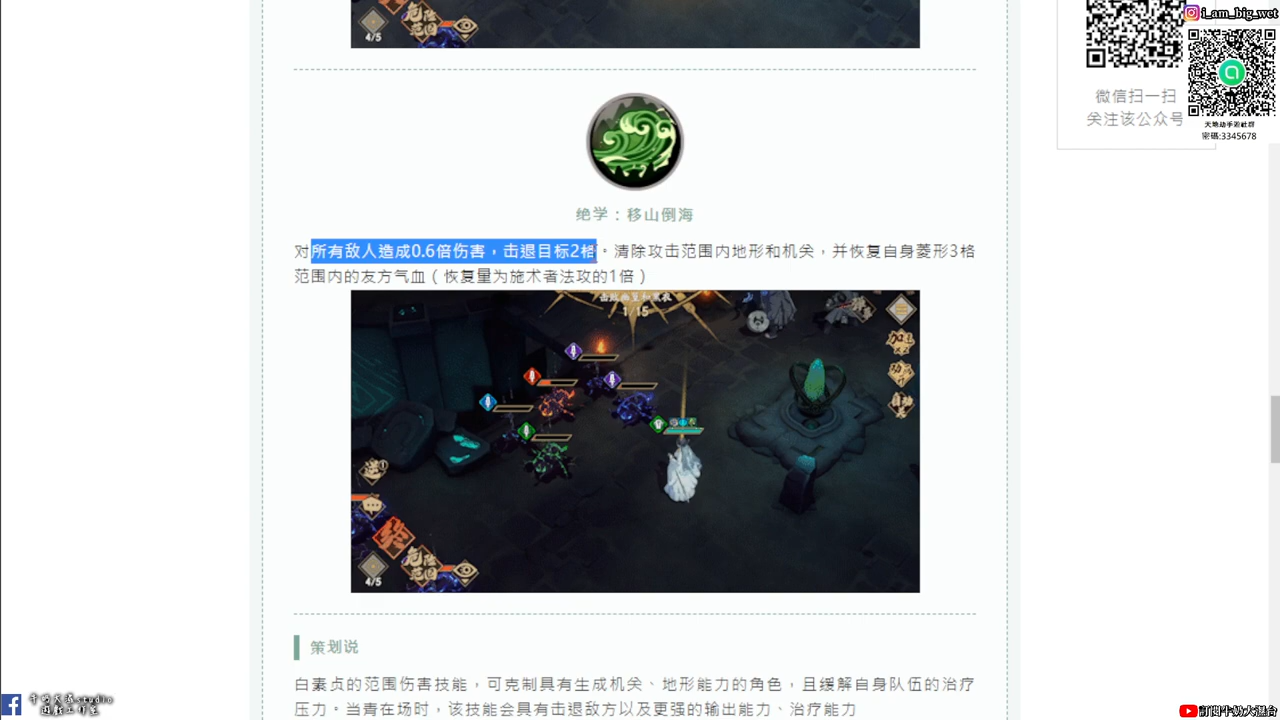 4/5
i_am_big_wet
微信扫一扫
关注该公众号
天地劫手游社群
密碼:3345678
绝学：移山倒海
对所有敌人造成0.6倍伤害，击退目标2格。清除攻击范围内地形和机关，并恢复自身菱形3格
范围内的友方气血（恢复量为施术者法攻的1倍）
1/15
4/5
策划说
白素贞的范围伤害技能，可克制具有生成机关、地形能力的角色，且缓解自身队伍的治疗
压力。当青在场时，该技能会具有击退敌方以及更强的输出能力、治疗能力